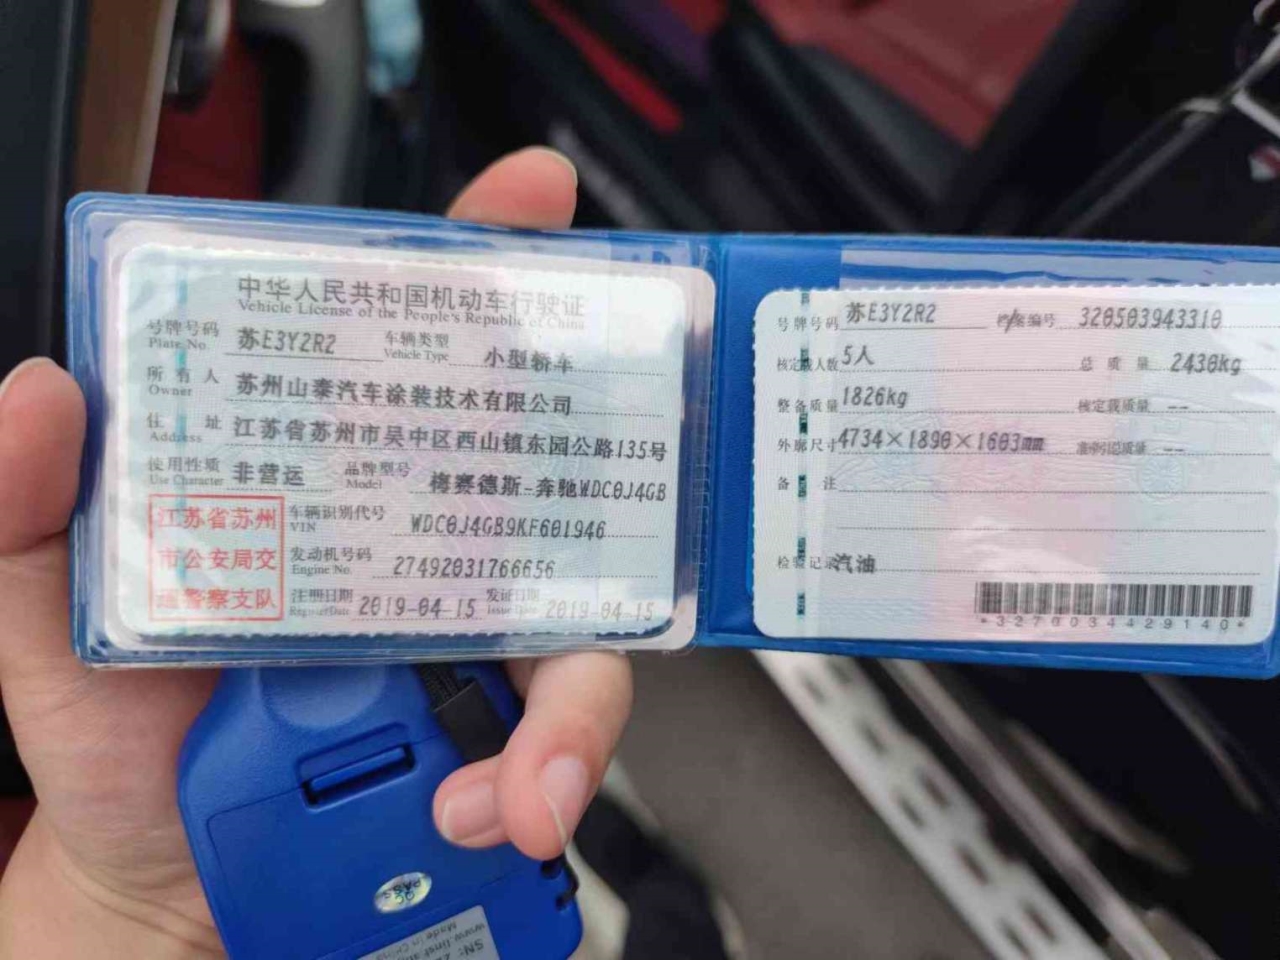 中华人民共和国机动车行驶证
Vehicle License of the People's Republic of China
号牌号码 苏E3Y2R2 车辆类型 小型轿车
Plate No. Vehicle Type
所有人 苏州山泰汽车涂装技术有限公司
Owner
住址 江苏省苏州市吴中区西山镇东园公路135号
Address
使用性质 非营运 品牌型号 梅赛德斯-奔驰WDC0J4GB
Use Character Model
江苏省苏州
市公安局交
通警察支队
车辆识别代号 WDC0J4GB9KF601946
VIN
发动机号码 27492031766656
Engine No.
注册日期 2019-04-15 发证日期 2019-04-15
Register Date Issue Date
号牌号码 苏E3Y2R2 档案编号 320503943310
核定载人数 5人 总质量 2430kg
整备质量 1826kg 核定载质量 --
外廓尺寸 4734×1890×1603mm 准牵引总质量 --
备注
检验记录 汽油
*3270034429140*
QC
PASS
SN:
Made in China